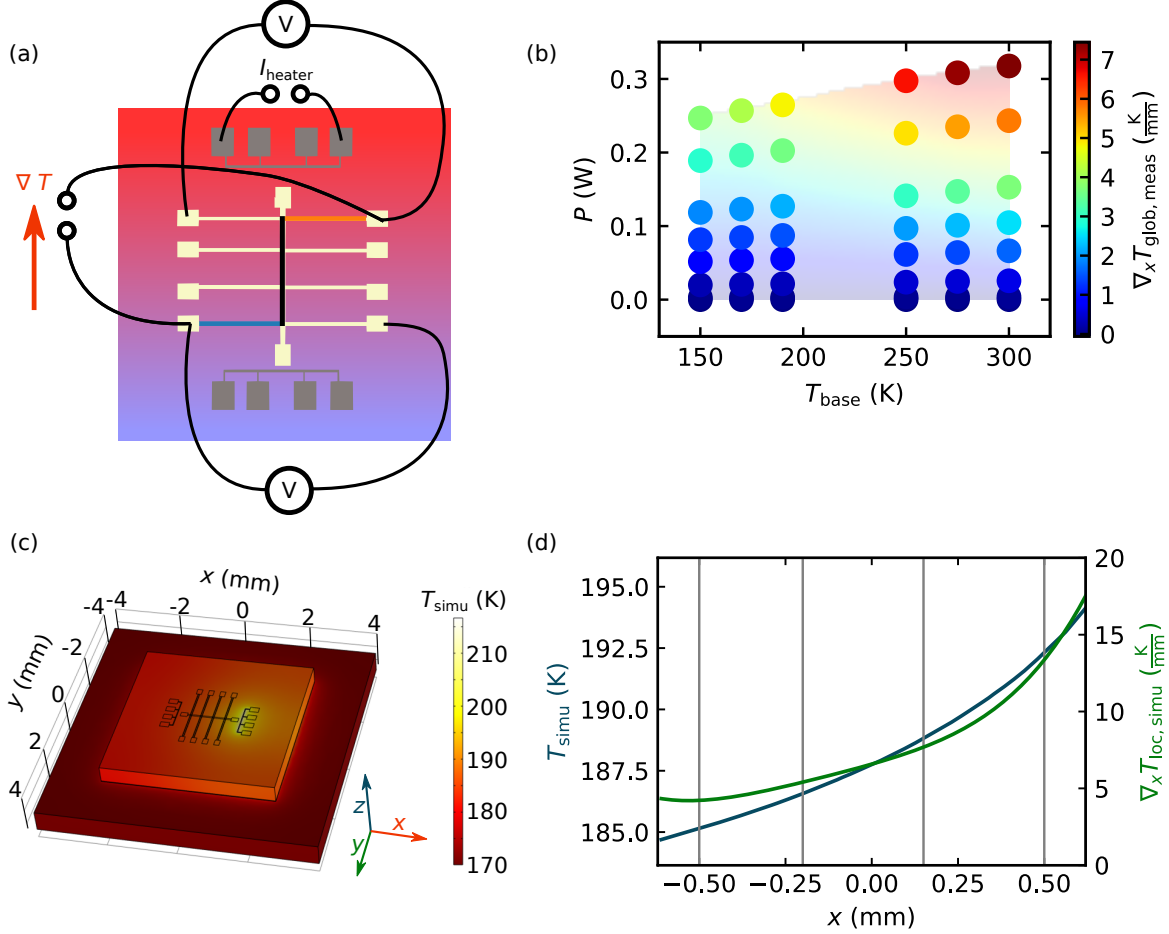 (a)
V
I_heater
∇ T
V
(b)
P (W)
0.3
0.2
0.1
0.0
150 200 250 300
T_base (K)
7
6
5
4
3
2
1
0
∇_x T_glob, meas (K/mm)
(c)
x (mm)
-4 -2 0 2 4
y (mm)
-4
-2
0
2
4
z
x
y
T_simu (K)
210
200
190
180
170
(d)
T_simu (K)
195.0
192.5
190.0
187.5
185.0
−0.50 −0.25 0.00 0.25 0.50
x (mm)
20
15
10
5
0
∇_x T_loc, simu (K/mm)